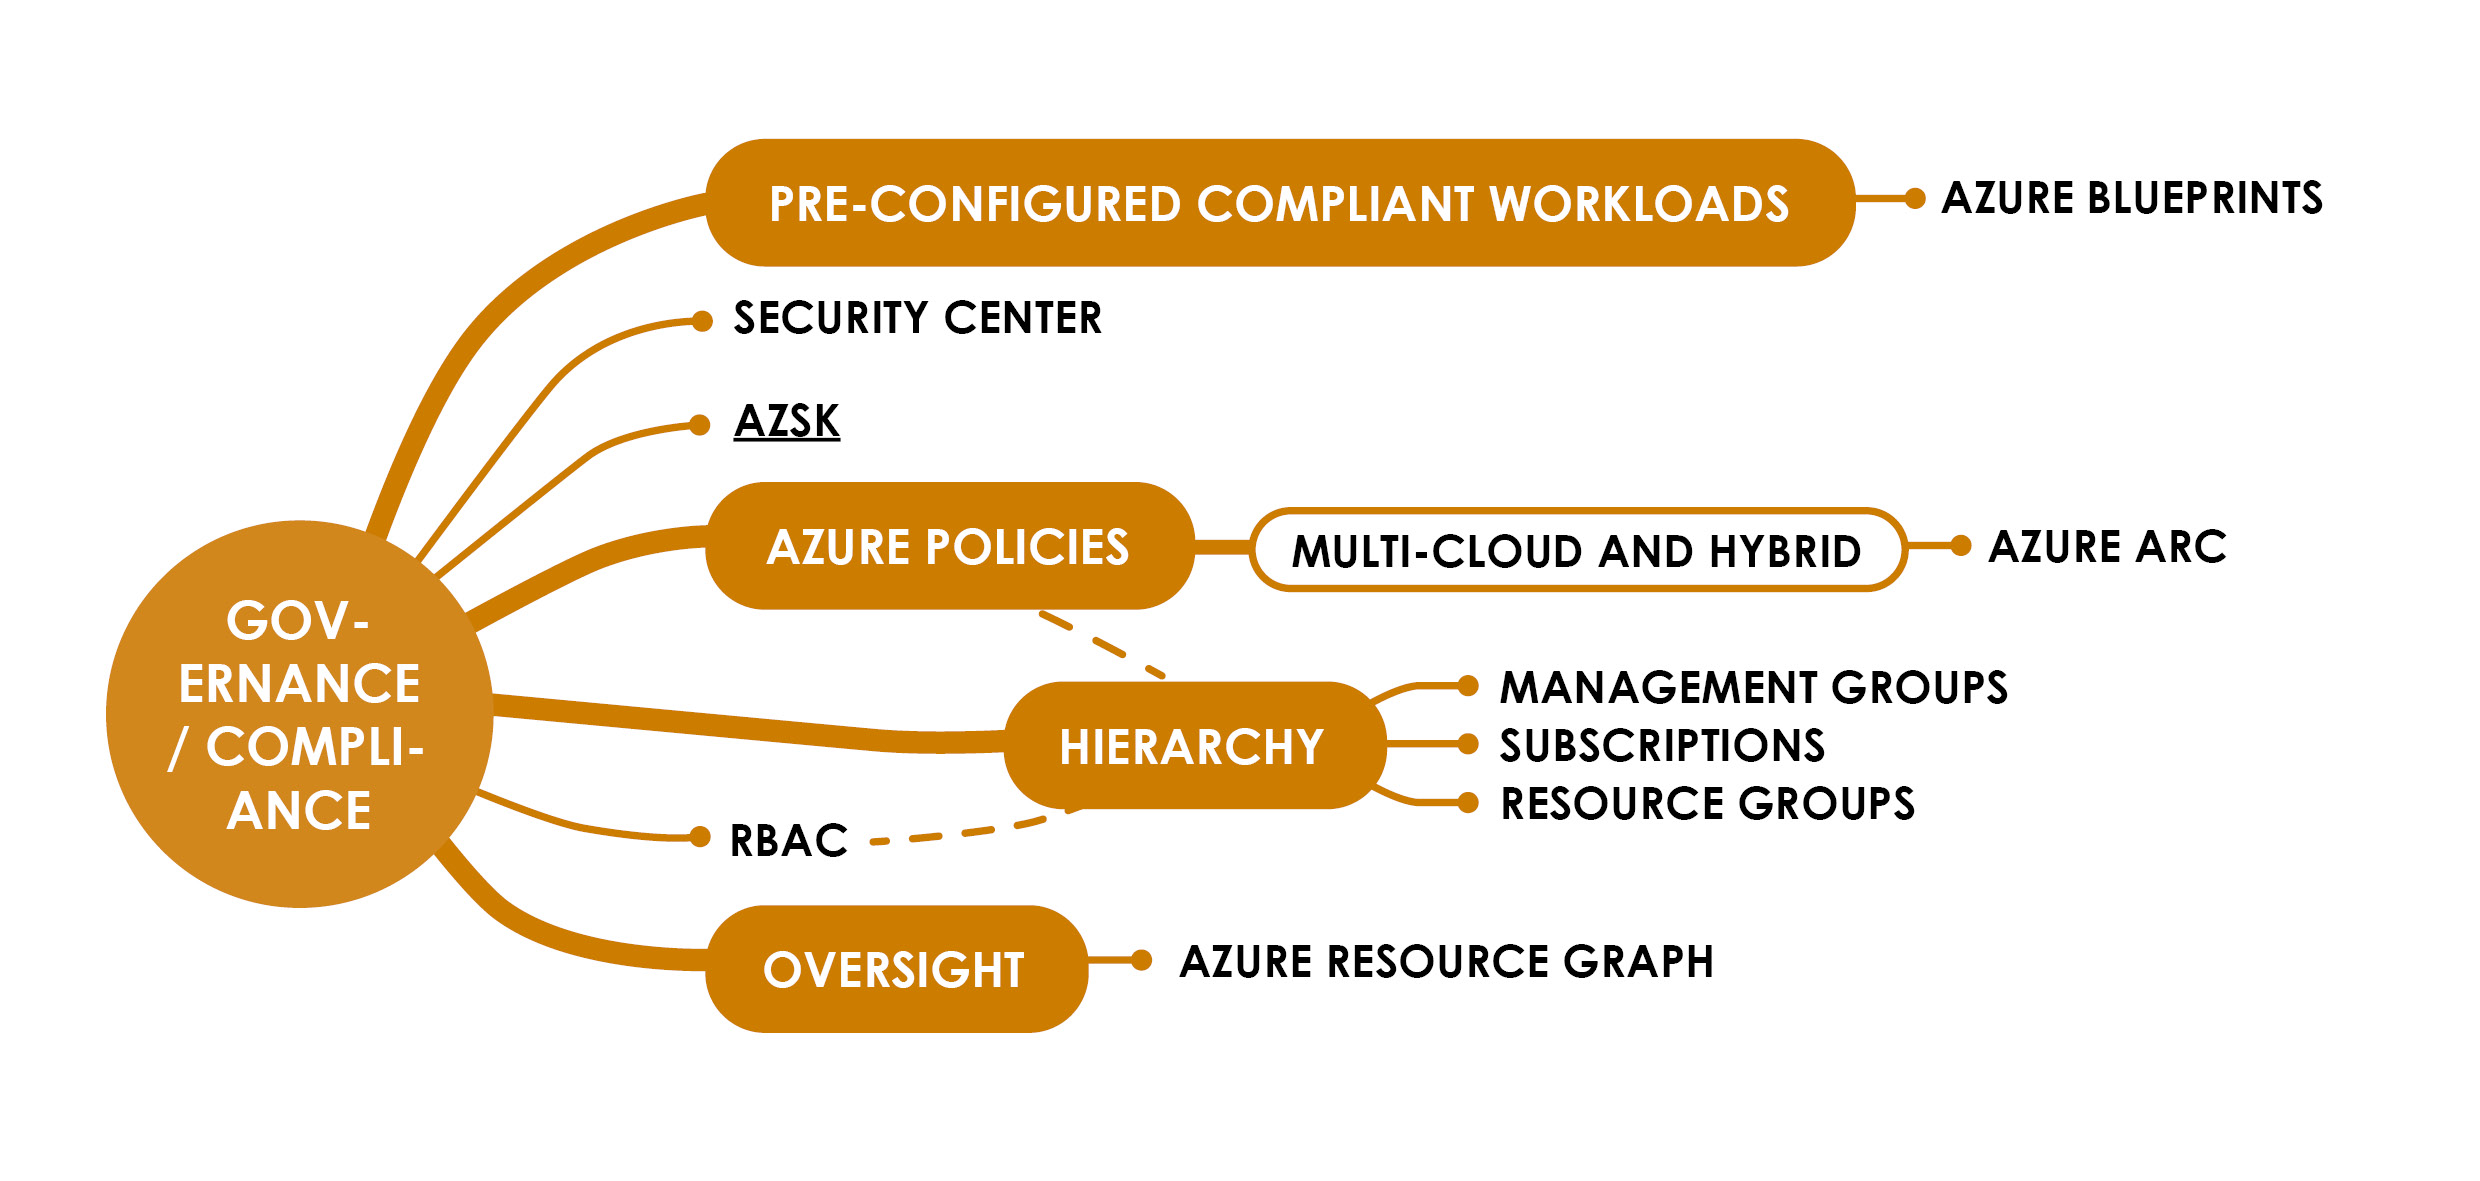 PRE-CONFIGURED COMPLIANT WORKLOADS
AZURE BLUEPRINTS
SECURITY CENTER
AZSK
AZURE POLICIES
MULTI-CLOUD AND HYBRID
AZURE ARC
GOV-
ERNANCE
/ COMPLI-
ANCE
HIERARCHY
MANAGEMENT GROUPS
SUBSCRIPTIONS
RESOURCE GROUPS
RBAC
OVERSIGHT
AZURE RESOURCE GRAPH